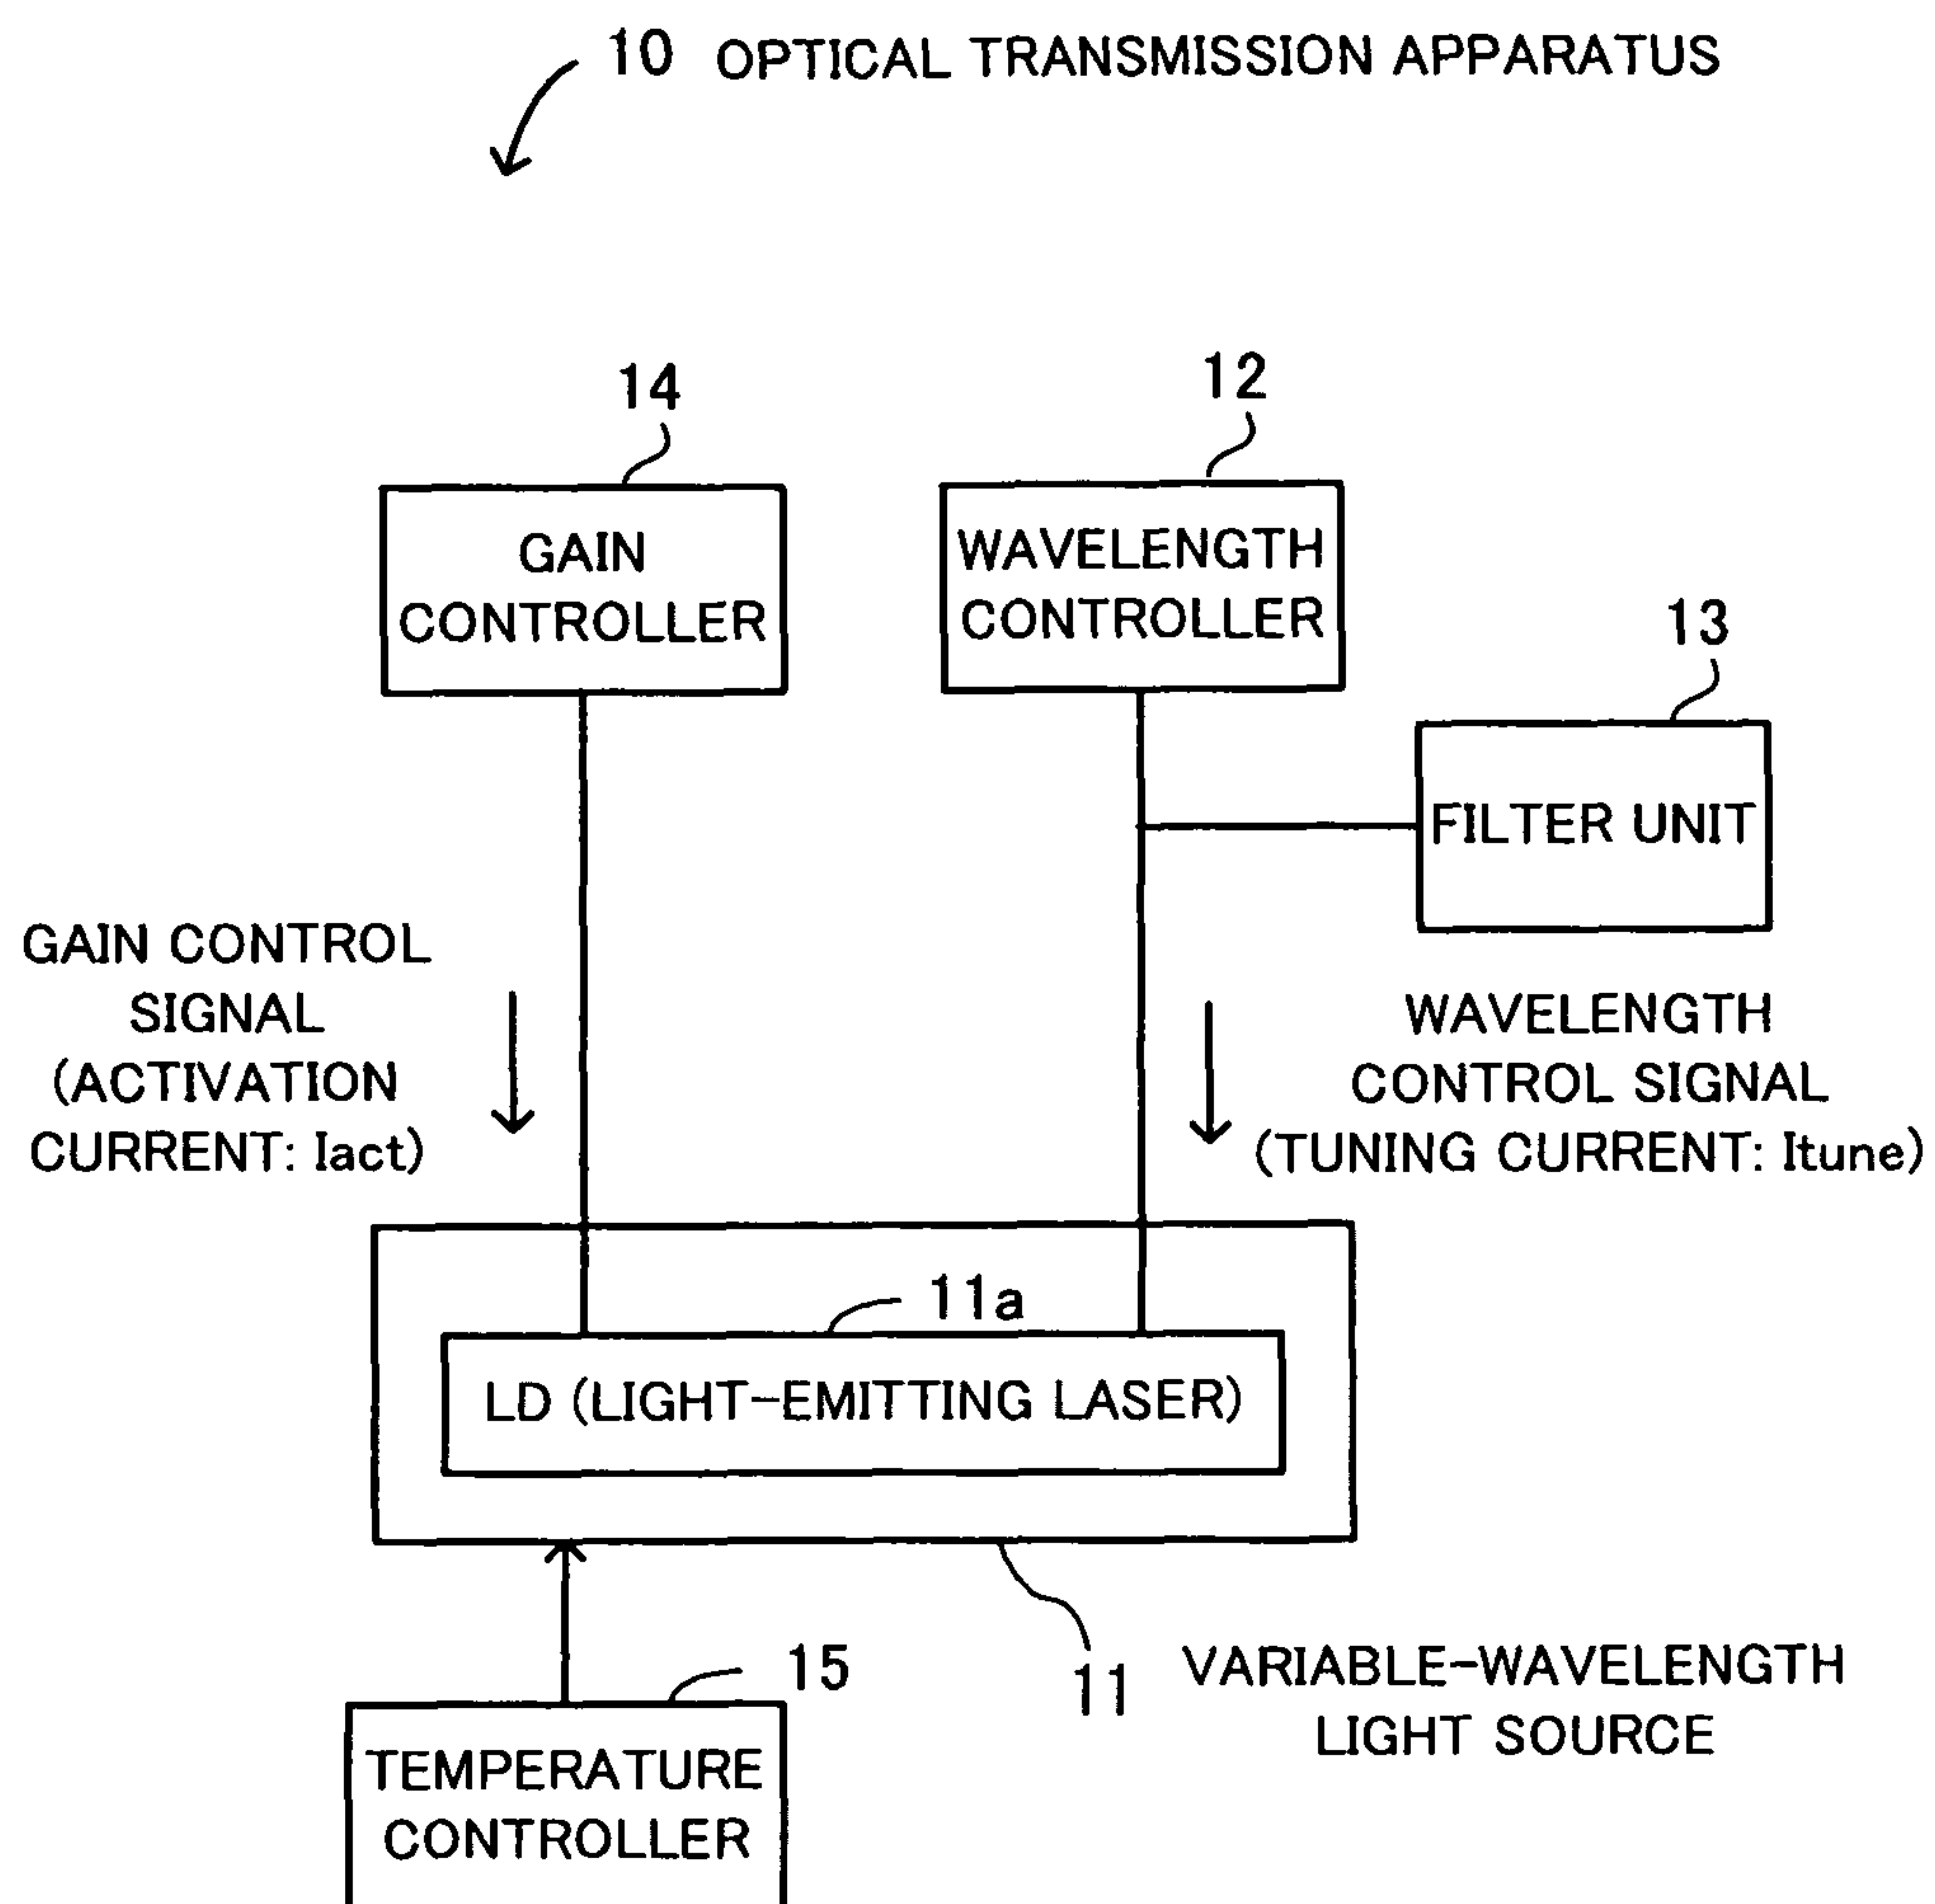 10 OPTICAL TRANSMISSION APPARATUS
14
12
GAIN
CONTROLLER
WAVELENGTH
CONTROLLER
13
FILTER UNIT
GAIN CONTROL
SIGNAL
(ACTIVATION
CURRENT: Iact)
WAVELENGTH
CONTROL SIGNAL
(TUNING CURRENT: Itune)
11a
LD (LIGHT-EMITTING LASER)
15
11
VARIABLE-WAVELENGTH
LIGHT SOURCE
TEMPERATURE
CONTROLLER